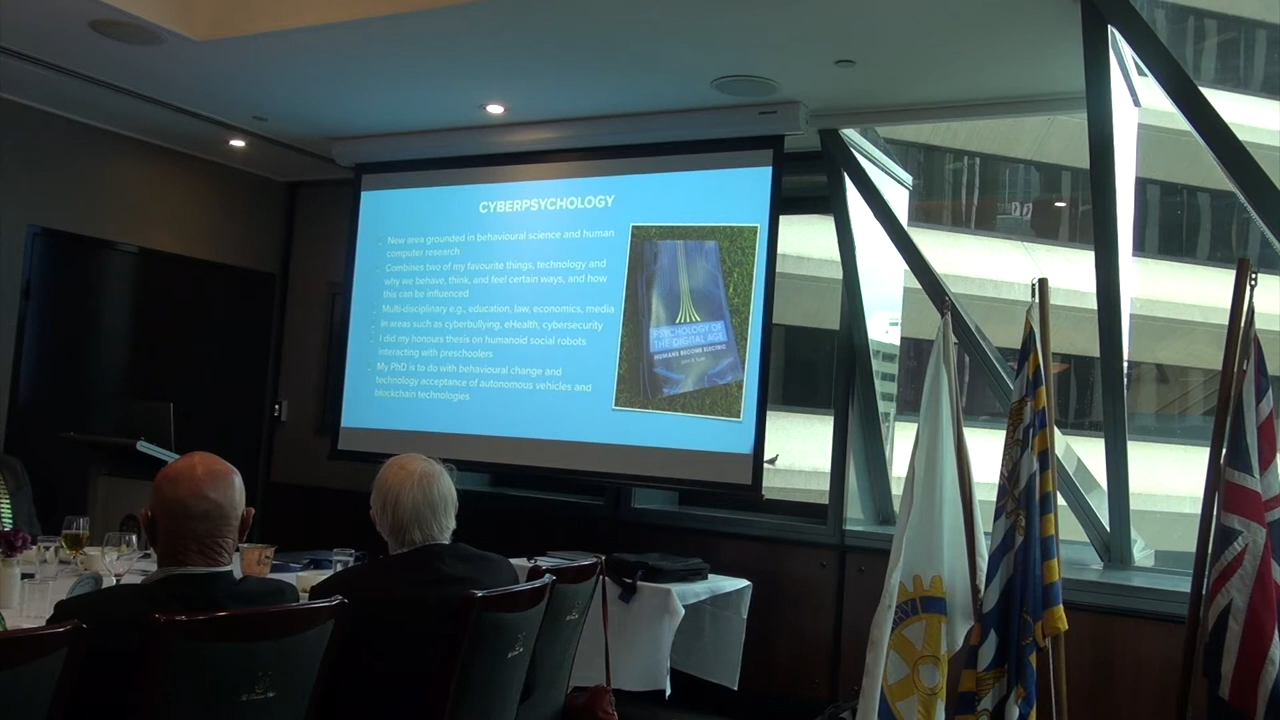 CYBERPSYCHOLOGY
New area grounded in behavioural science and human
computer research
Combines two of my favourite things, technology and
why we behave, think, and feel certain ways, and how
this can be influenced
Multi-disciplinary e.g., education, law, economics, media
In areas such as cyberbullying, eHealth, cybersecurity
I did my honours thesis on humanoid social robots
interacting with preschoolers
My PhD is to do with behavioural change and
technology acceptance of autonomous vehicles and
blockchain technologies
PSYCHOLOGY OF
THE DIGITAL AGE
HUMANS BECOME ELECTRIC